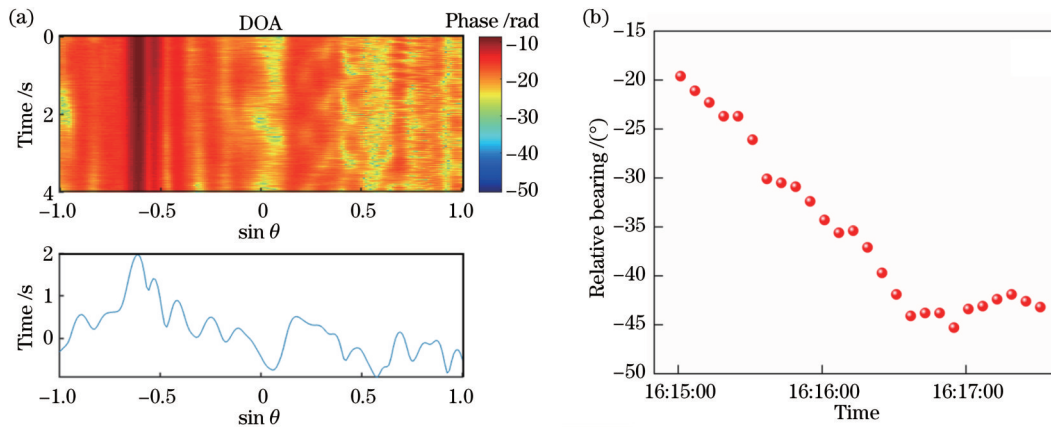 (a)
DOA
Phase /rad
0
2
4
Time /s
−1.0 −0.5 0 0.5 1.0
sin θ
−10
−20
−30
−40
−50
2
1
0
Time /s
−1.0 −0.5 0 0.5 1.0
sin θ
(b)
−15
−20
−25
−30
−35
−40
−45
−50
Relative bearing /(°)
16:15:00 16:16:00 16:17:00
Time